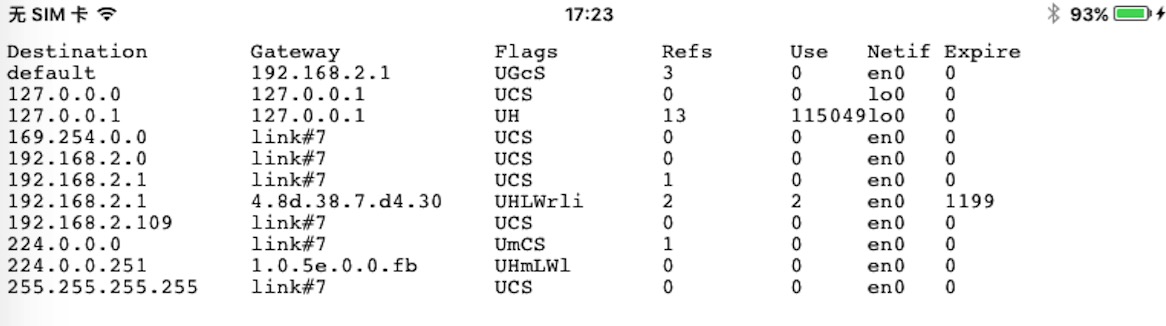 无 SIM 卡 17:23 93%
Destination Gateway Flags Refs Use Netif Expire
default 192.168.2.1 UGcS 3 0 en0 0
127.0.0.0 127.0.0.1 UCS 0 0 lo0 0
127.0.0.1 127.0.0.1 UH 13 115049lo0 0
169.254.0.0 link#7 UCS 0 0 en0 0
192.168.2.0 link#7 UCS 0 0 en0 0
192.168.2.1 link#7 UCS 1 0 en0 0
192.168.2.1 4.8d.38.7.d4.30 UHLWrli 2 2 en0 1199
192.168.2.109 link#7 UCS 0 0 en0 0
224.0.0.0 link#7 UmCS 1 0 en0 0
224.0.0.251 1.0.5e.0.0.fb UHmLWl 0 0 en0 0
255.255.255.255 link#7 UCS 0 0 en0 0